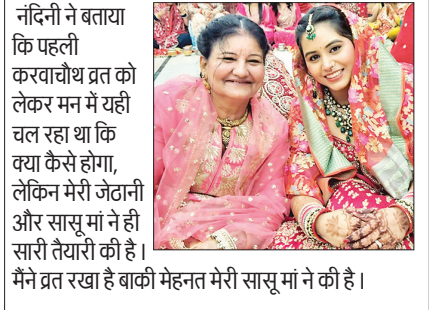 नंदिनी ने बताया
कि पहली
करवाचौथ व्रत को
लेकर मन में यही
चल रहा था कि
क्या कैसे होगा,
लेकिन मेरी जेठानी
और सासू मां ने ही
सारी तैयारी की है।
मैंने व्रत रखा है बाकी मेहनत मेरी सासू मां ने की है।